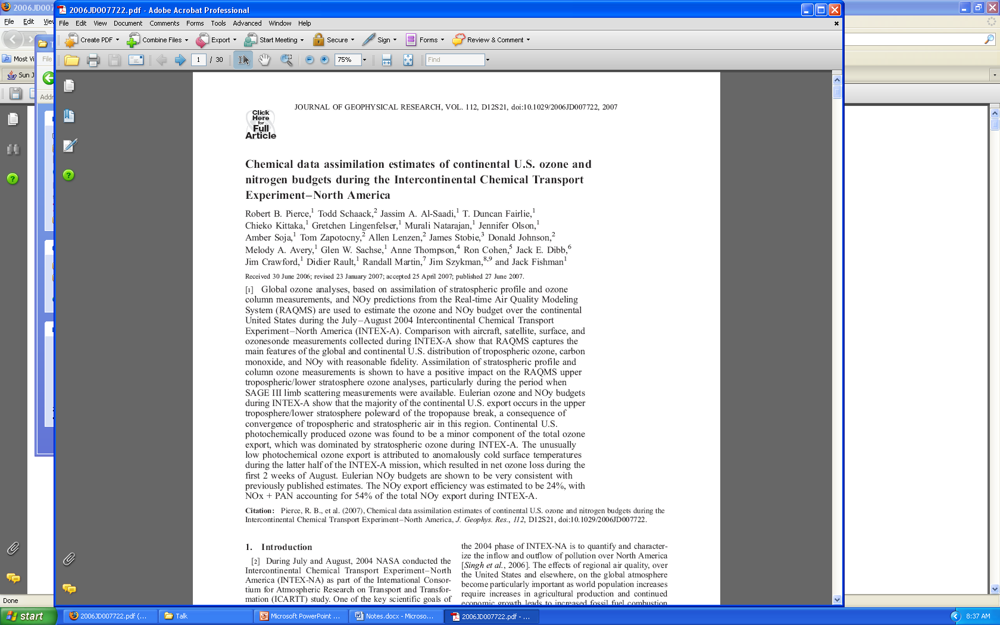 2006JD007
2006JD007722.pdf - Adobe Acrobat Professional
File Edit
File Edit View Document Comments Forms Tools Advanced Window Help
Create PDF Combine Files Export Start Meeting Secure Sign Forms Review & Comment
Most Vi
File
1 / 30 75% Find
Sun J
Addr
JOURNAL OF GEOPHYSICAL RESEARCH, VOL. 112, D12S21, doi:10.1029/2006JD007722, 2007
Click
Here
for
Full
Article
Chemical data assimilation estimates of continental U.S. ozone and
nitrogen budgets during the Intercontinental Chemical Transport
Experiment–North America
Robert B. Pierce,1 Todd Schaack,2 Jassim A. Al-Saadi,1 T. Duncan Fairlie,1
Chieko Kittaka,1 Gretchen Lingenfelser,1 Murali Natarajan,1 Jennifer Olson,1
Amber Soja,1 Tom Zapotocny,2 Allen Lenzen,2 James Stobie,3 Donald Johnson,2
Melody A. Avery,1 Glen W. Sachse,1 Anne Thompson,4 Ron Cohen,5 Jack E. Dibb,6
Jim Crawford,1 Didier Rault,1 Randall Martin,7 Jim Szykman,8,9 and Jack Fishman1
Received 30 June 2006; revised 23 January 2007; accepted 25 April 2007; published 27 June 2007.
[1] Global ozone analyses, based on assimilation of stratospheric profile and ozone
column measurements, and NOy predictions from the Real-time Air Quality Modeling
System (RAQMS) are used to estimate the ozone and NOy budget over the continental
United States during the July–August 2004 Intercontinental Chemical Transport
Experiment–North America (INTEX-A). Comparison with aircraft, satellite, surface, and
ozonesonde measurements collected during INTEX-A show that RAQMS captures the
main features of the global and continental U.S. distribution of tropospheric ozone, carbon
monoxide, and NOy with reasonable fidelity. Assimilation of stratospheric profile and
column ozone measurements is shown to have a positive impact on the RAQMS upper
tropospheric/lower stratosphere ozone analyses, particularly during the period when
SAGE III limb scattering measurements were available. Eulerian ozone and NOy budgets
during INTEX-A show that the majority of the continental U.S. export occurs in the upper
troposphere/lower stratosphere poleward of the tropopause break, a consequence of
convergence of tropospheric and stratospheric air in this region. Continental U.S.
photochemically produced ozone was found to be a minor component of the total ozone
export, which was dominated by stratospheric ozone during INTEX-A. The unusually
low photochemical ozone export is attributed to anomalously cold surface temperatures
during the latter half of the INTEX-A mission, which resulted in net ozone loss during the
first 2 weeks of August. Eulerian NOy budgets are shown to be very consistent with
previously published estimates. The NOy export efficiency was estimated to be 24%, with
NOx + PAN accounting for 54% of the total NOy export during INTEX-A.
Citation: Pierce, R. B., et al. (2007), Chemical data assimilation estimates of continental U.S. ozone and nitrogen budgets during the
Intercontinental Chemical Transport Experiment–North America, J. Geophys. Res., 112, D12S21, doi:10.1029/2006JD007722.
1. Introduction
[2] During July and August, 2004 NASA conducted the
Intercontinental Chemical Transport Experiment–North
America (INTEX-NA) as part of the International Consor-
tium for Atmospheric Research on Transport and Transfor-
mation (ICARTT) study. One of the key scientific goals of
the 2004 phase of INTEX-NA is to quantify and character-
ize the inflow and outflow of pollution over North America
[Singh et al., 2006]. The effects of regional air quality, over
the United States and elsewhere, on the global atmosphere
become particularly important as world population increases
require increases in agricultural production and continued
economic growth leads to increased fossil fuel combustion
Done
start 2006JD007722.pdf (... Talk Microsoft PowerPoint ... Notes.docx - Microso... 2006JD007722.pdf - ... 8:37 AM